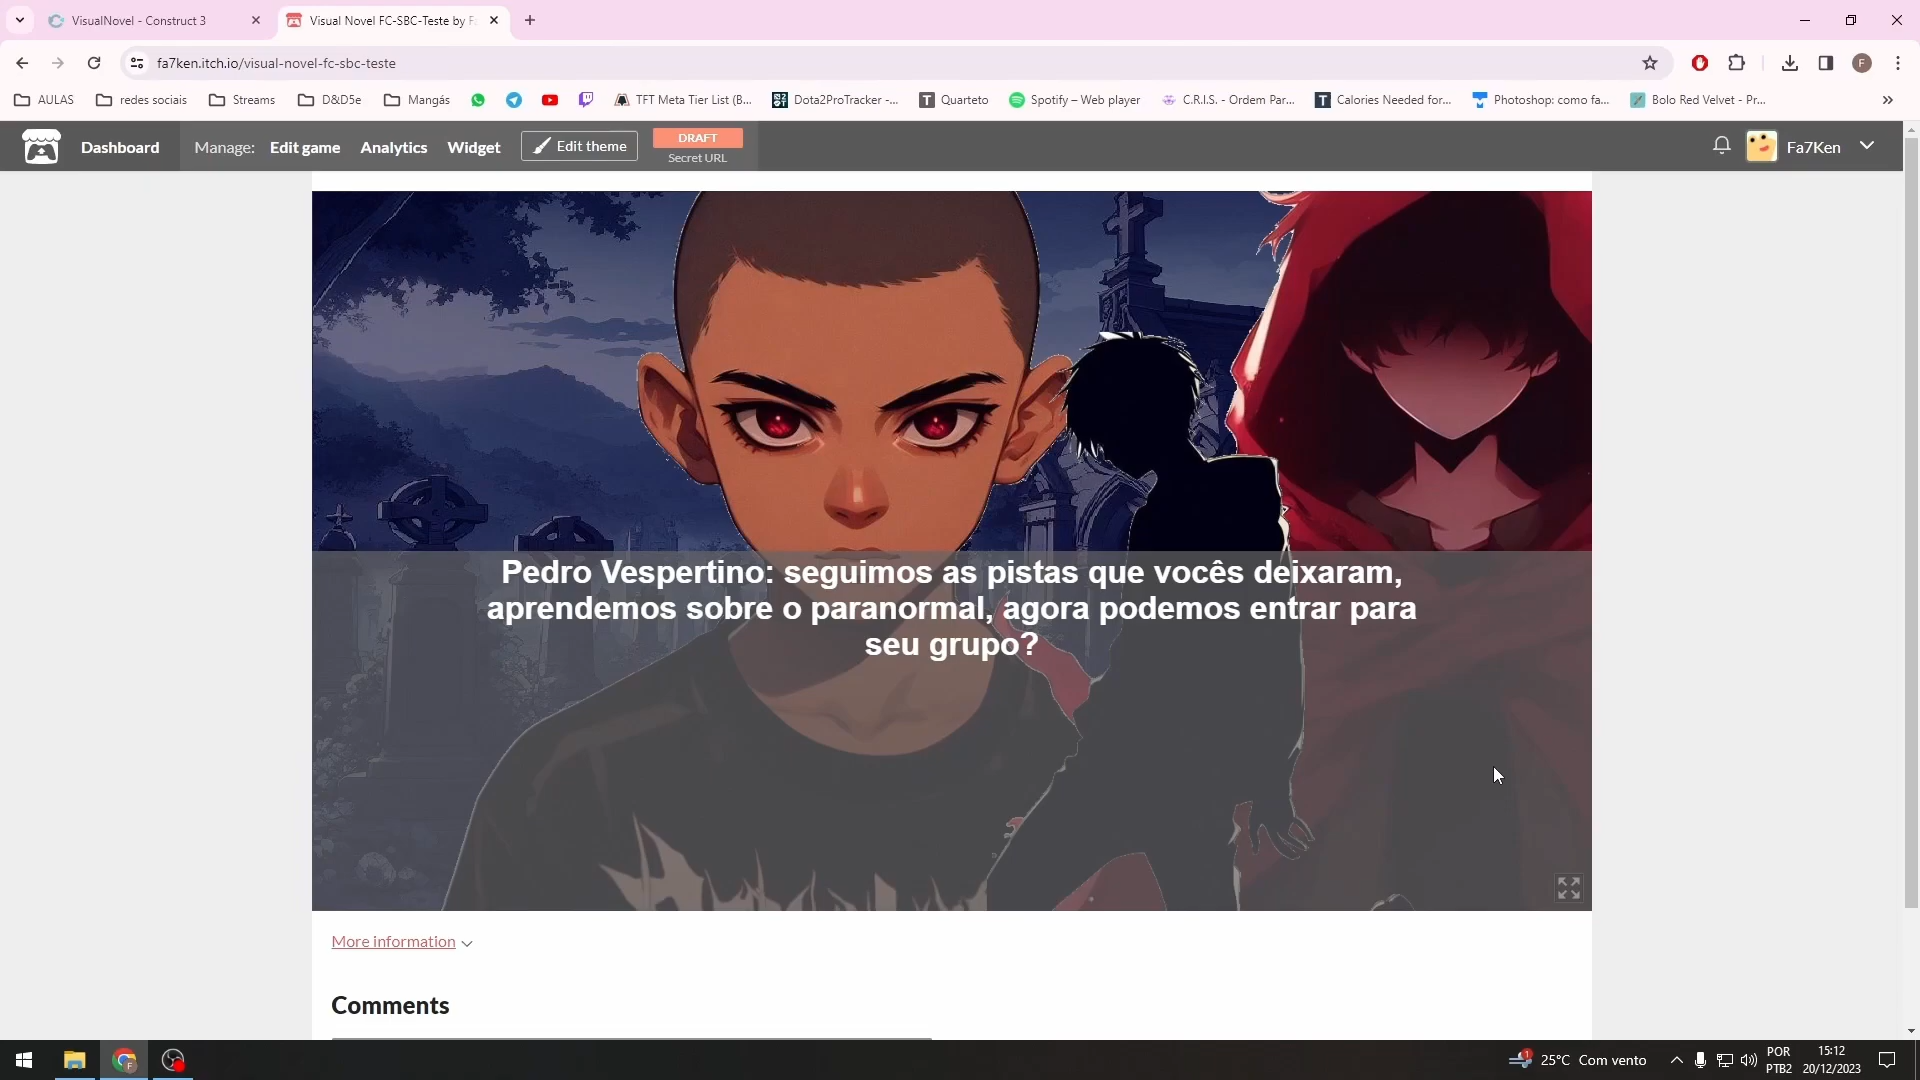 VisualNovel - Construct 3
Visual Novel FC-SBC-Teste by F
fa7ken.itch.io/visual-novel-fc-sbc-teste
F
AULAS
redes sociais
Streams
D&D5e
Mangás
TFT Meta Tier List (B...
Dota2ProTracker -...
Quarteto
Spotify – Web player
C.R.I.S. - Ordem Par...
Calories Needed for...
Photoshop: como fa...
Bolo Red Velvet - Pr...
Dashboard
Manage:
Edit game
Analytics
Widget
Edit theme
DRAFT
Secret URL
Fa7Ken
Pedro Vespertino: seguimos as pistas que vocês deixaram,
aprendemos sobre o paranormal, agora podemos entrar para
seu grupo?
More information
Comments
25°C Com vento
POR
PTB2
15:12
20/12/2023